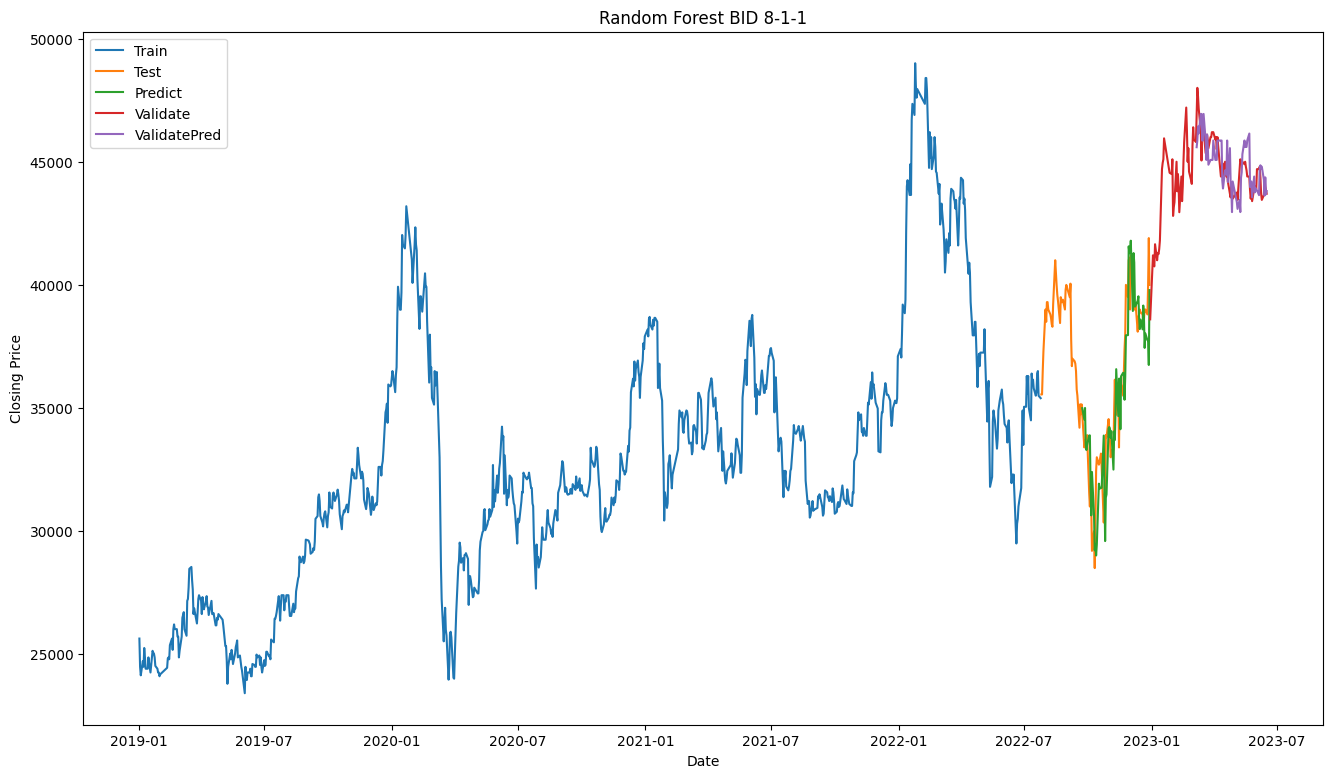 Random Forest BID 8-1-1
Train
Test
Predict
Validate
ValidatePred
50000
45000
40000
35000
30000
25000
Closing Price
2019-01
2019-07
2020-01
2020-07
2021-01
2021-07
2022-01
2022-07
2023-01
2023-07
Date